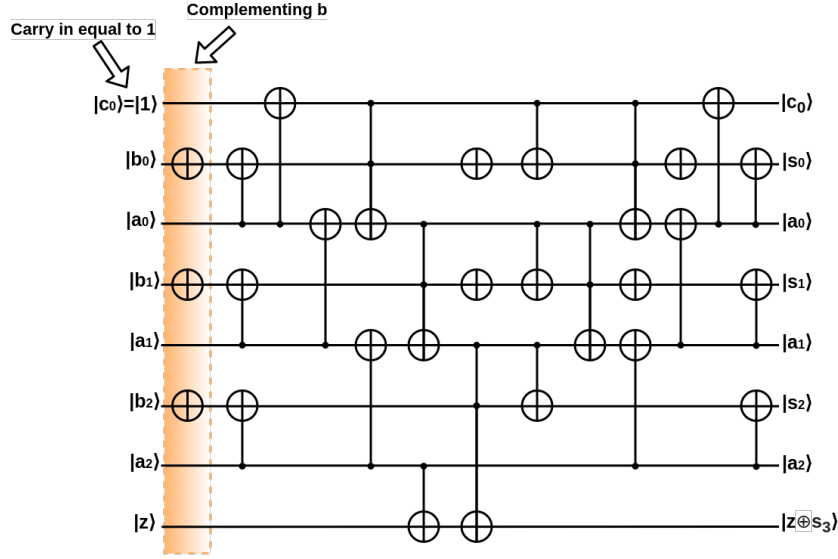 Complementing b
Carry in equal to 1
|c₀⟩=|1⟩ |c₀⟩
|b₀⟩ |s₀⟩
|a₀⟩ |a₀⟩
|b₁⟩ |s₁⟩
|a₁⟩ |a₁⟩
|b₂⟩ |s₂⟩
|a₂⟩ |a₂⟩
|z⟩ |z⊕s₃⟩